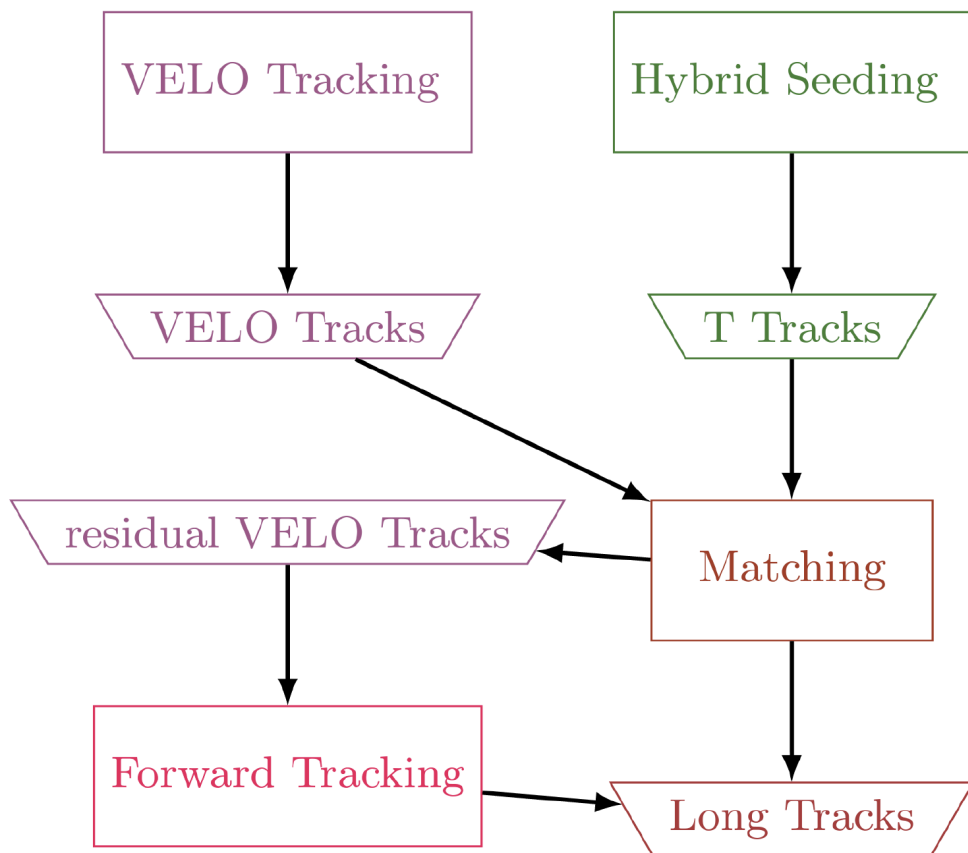 VELO Tracking
Hybrid Seeding
VELO Tracks
T Tracks
residual VELO Tracks
Matching
Forward Tracking
Long Tracks